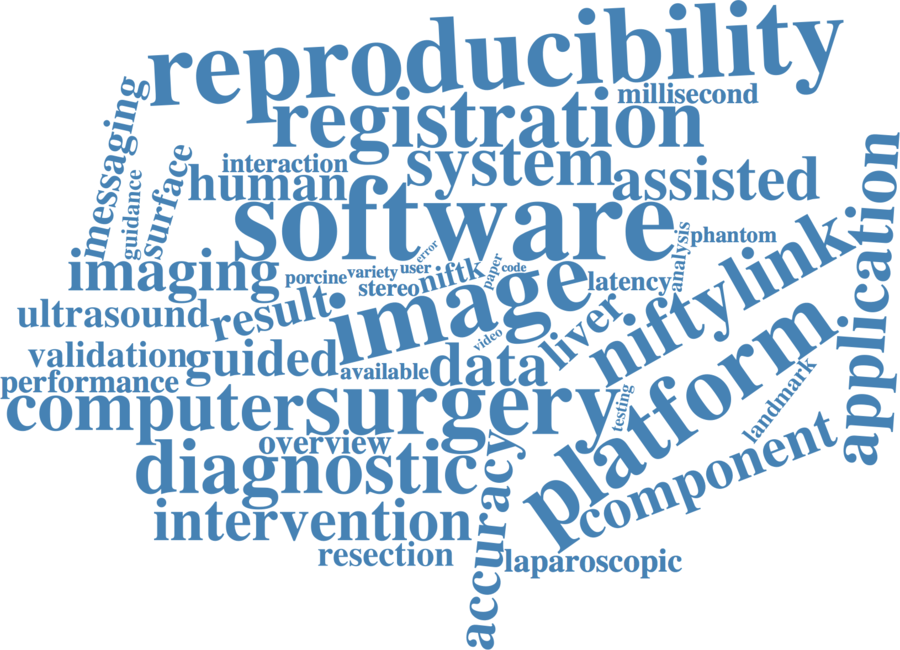 reproducibility
millisecond
registration
messaging
guidance
surface
interaction
system
human
assisted
application
software
error
analysis
phantom
imaging
porcine
variety
user
niftk
paper
code
stereo
latency
niftylink
image
ultrasound
result
liver
video
validation
guided
available
data
platform
performance
computer
surgery
testing
landmark
overview
component
diagnostic
accuracy
intervention
resection
laparoscopic